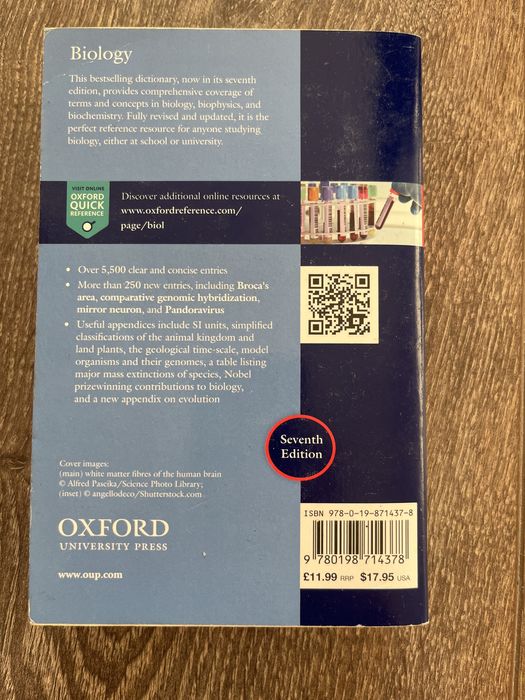 Biology
This bestselling dictionary, now in its seventh
edition, provides comprehensive coverage of
terms and concepts in biology, biophysics, and
biochemistry. Fully revised and updated, it is the
perfect reference resource for anyone studying
biology, either at school or university.
VISIT ONLINE
OXFORD
QUICK
REFERENCE
Discover additional online resources at
www.oxfordreference.com/
page/biol
• Over 5,500 clear and concise entries
• More than 250 new entries, including Broca's
area, comparative genomic hybridization,
mirror neuron, and Pandoravirus
• Useful appendices include SI units, simplified
classifications of the animal kingdom and
land plants, the geological time-scale, model
organisms and their genomes, a table listing
major mass extinctions of species, Nobel
prizewinning contributions to biology,
and a new appendix on evolution
Seventh
Edition
Cover images:
(main) white matter fibres of the human brain
© Alfred Pasieka/Science Photo Library;
(inset) © angellodeco/Shutterstock.com
OXFORD
UNIVERSITY PRESS
www.oup.com
ISBN 978-0-19-871437-8
9 780198 714378
£11.99 RRP $17.95 USA